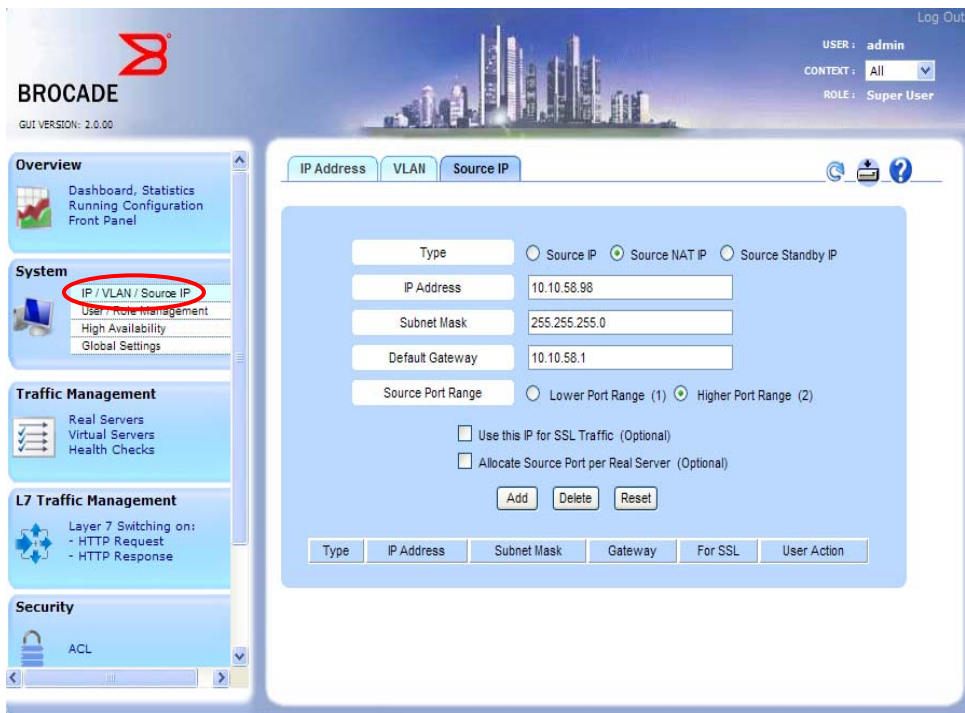 Log Out
USER : admin
CONTEXT : All
ROLE : Super User
BROCADE
GUI VERSION: 2.0.00
Overview
Dashboard, Statistics
Running Configuration
Front Panel
System
IP / VLAN / Source IP
User / Role Management
High Availability
Global Settings
Traffic Management
Real Servers
Virtual Servers
Health Checks
L7 Traffic Management
Layer 7 Switching on:
- HTTP Request
- HTTP Response
Security
ACL
IP Address VLAN Source IP
Type Source IP Source NAT IP Source Standby IP
IP Address 10.10.58.98
Subnet Mask 255.255.255.0
Default Gateway 10.10.58.1
Source Port Range Lower Port Range (1) Higher Port Range (2)
Use this IP for SSL Traffic (Optional)
Allocate Source Port per Real Server (Optional)
Add Delete Reset
Type IP Address Subnet Mask Gateway For SSL User Action